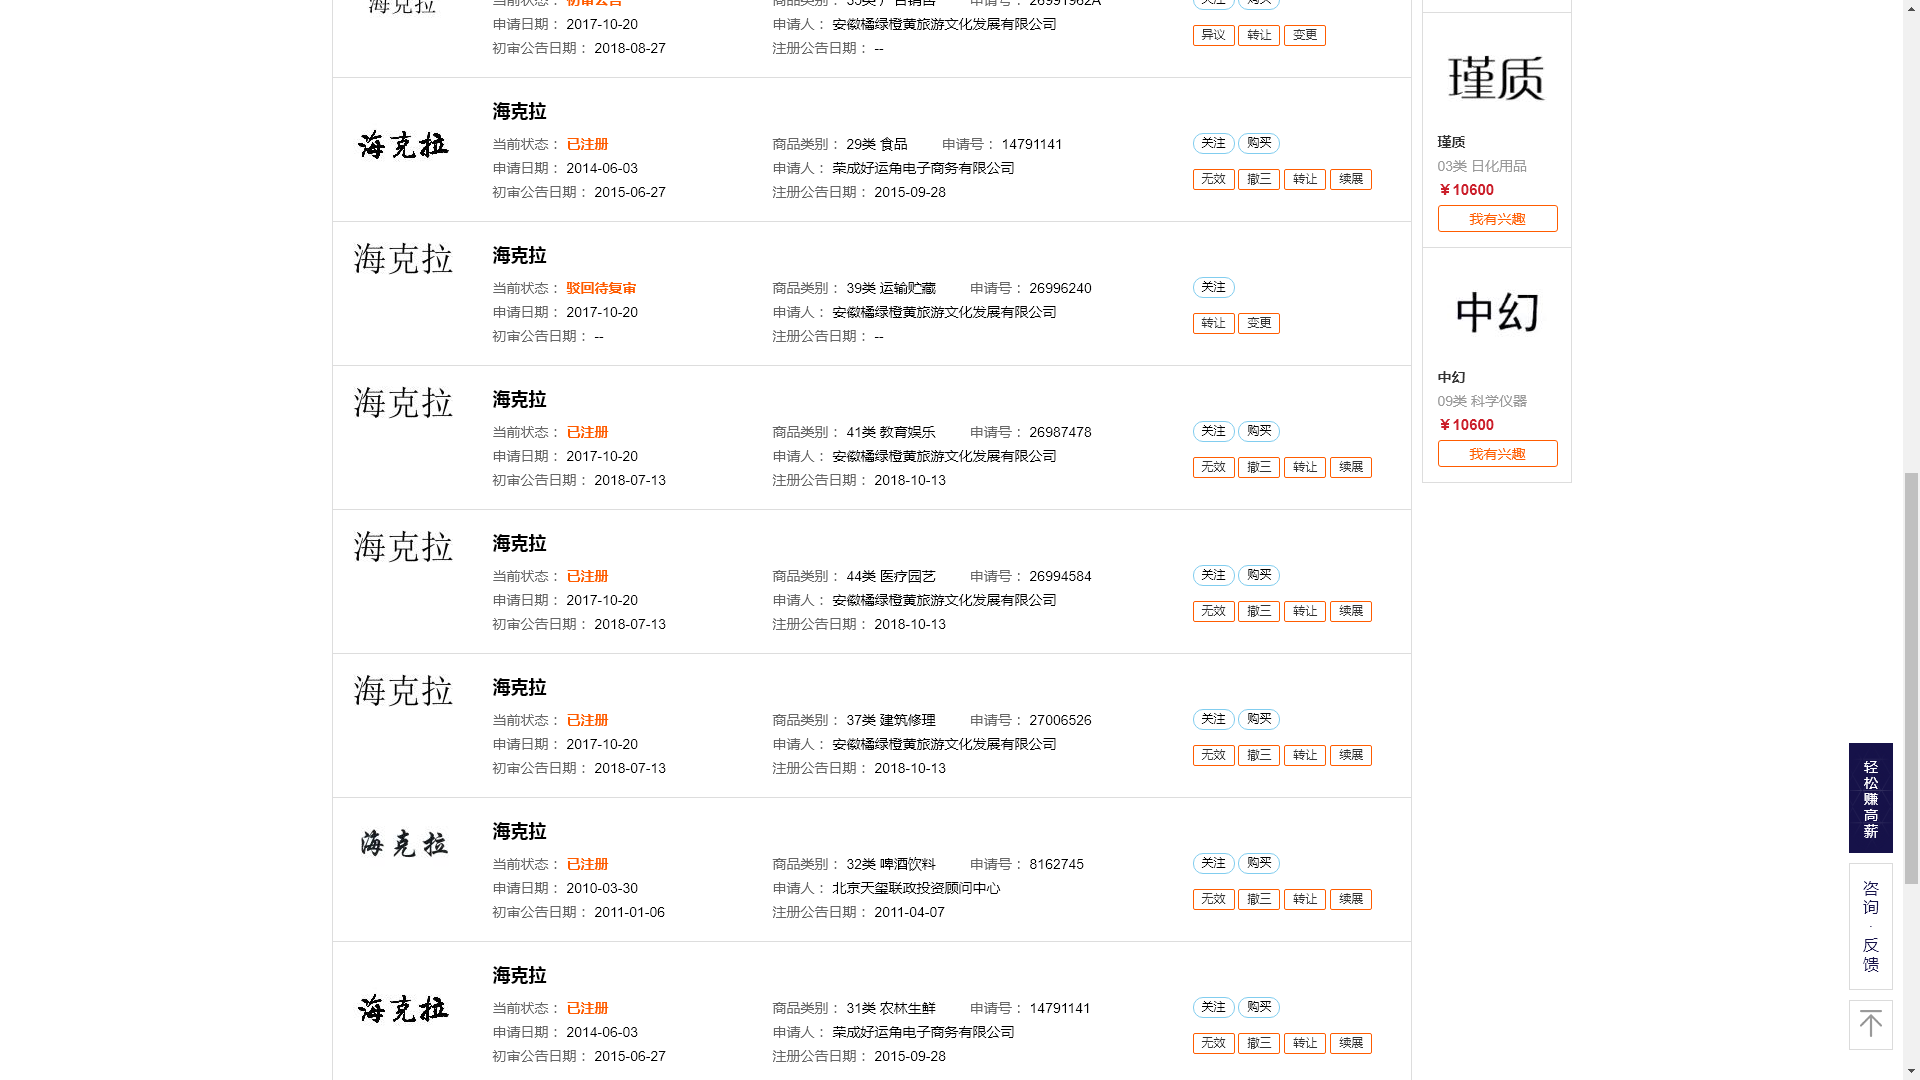 海克拉
当前状态： 初审公告
商品类别： 35类 广告销售 申请号： 26991962A
关注 购买
申请日期： 2017-10-20
申请人： 安徽橘绿橙黄旅游文化发展有限公司
异议 转让 变更
初审公告日期： 2018-08-27
注册公告日期： --
海克拉
海克拉
当前状态： 已注册
商品类别： 29类 食品 申请号： 14791141
关注 购买
申请日期： 2014-06-03
申请人： 荣成好运角电子商务有限公司
无效 撤三 转让 续展
初审公告日期： 2015-06-27
注册公告日期： 2015-09-28
海克拉
海克拉
当前状态： 驳回待复审
商品类别： 39类 运输贮藏 申请号： 26996240
关注
申请日期： 2017-10-20
申请人： 安徽橘绿橙黄旅游文化发展有限公司
转让 变更
初审公告日期： --
注册公告日期： --
海克拉
海克拉
当前状态： 已注册
商品类别： 41类 教育娱乐 申请号： 26987478
关注 购买
申请日期： 2017-10-20
申请人： 安徽橘绿橙黄旅游文化发展有限公司
无效 撤三 转让 续展
初审公告日期： 2018-07-13
注册公告日期： 2018-10-13
海克拉
海克拉
当前状态： 已注册
商品类别： 44类 医疗园艺 申请号： 26994584
关注 购买
申请日期： 2017-10-20
申请人： 安徽橘绿橙黄旅游文化发展有限公司
无效 撤三 转让 续展
初审公告日期： 2018-07-13
注册公告日期： 2018-10-13
海克拉
海克拉
当前状态： 已注册
商品类别： 37类 建筑修理 申请号： 27006526
关注 购买
申请日期： 2017-10-20
申请人： 安徽橘绿橙黄旅游文化发展有限公司
无效 撤三 转让 续展
初审公告日期： 2018-07-13
注册公告日期： 2018-10-13
海克拉
海克拉
当前状态： 已注册
商品类别： 32类 啤酒饮料 申请号： 8162745
关注 购买
申请日期： 2010-03-30
申请人： 北京天玺联政投资顾问中心
无效 撤三 转让 续展
初审公告日期： 2011-01-06
注册公告日期： 2011-04-07
海克拉
海克拉
当前状态： 已注册
商品类别： 31类 农林生鲜 申请号： 14791141
关注 购买
申请日期： 2014-06-03
申请人： 荣成好运角电子商务有限公司
无效 撤三 转让 续展
初审公告日期： 2015-06-27
注册公告日期： 2015-09-28
瑾质
瑾质
03类 日化用品
￥10600
我有兴趣
中幻
中幻
09类 科学仪器
￥10600
我有兴趣
轻松赚高薪
咨询·反馈